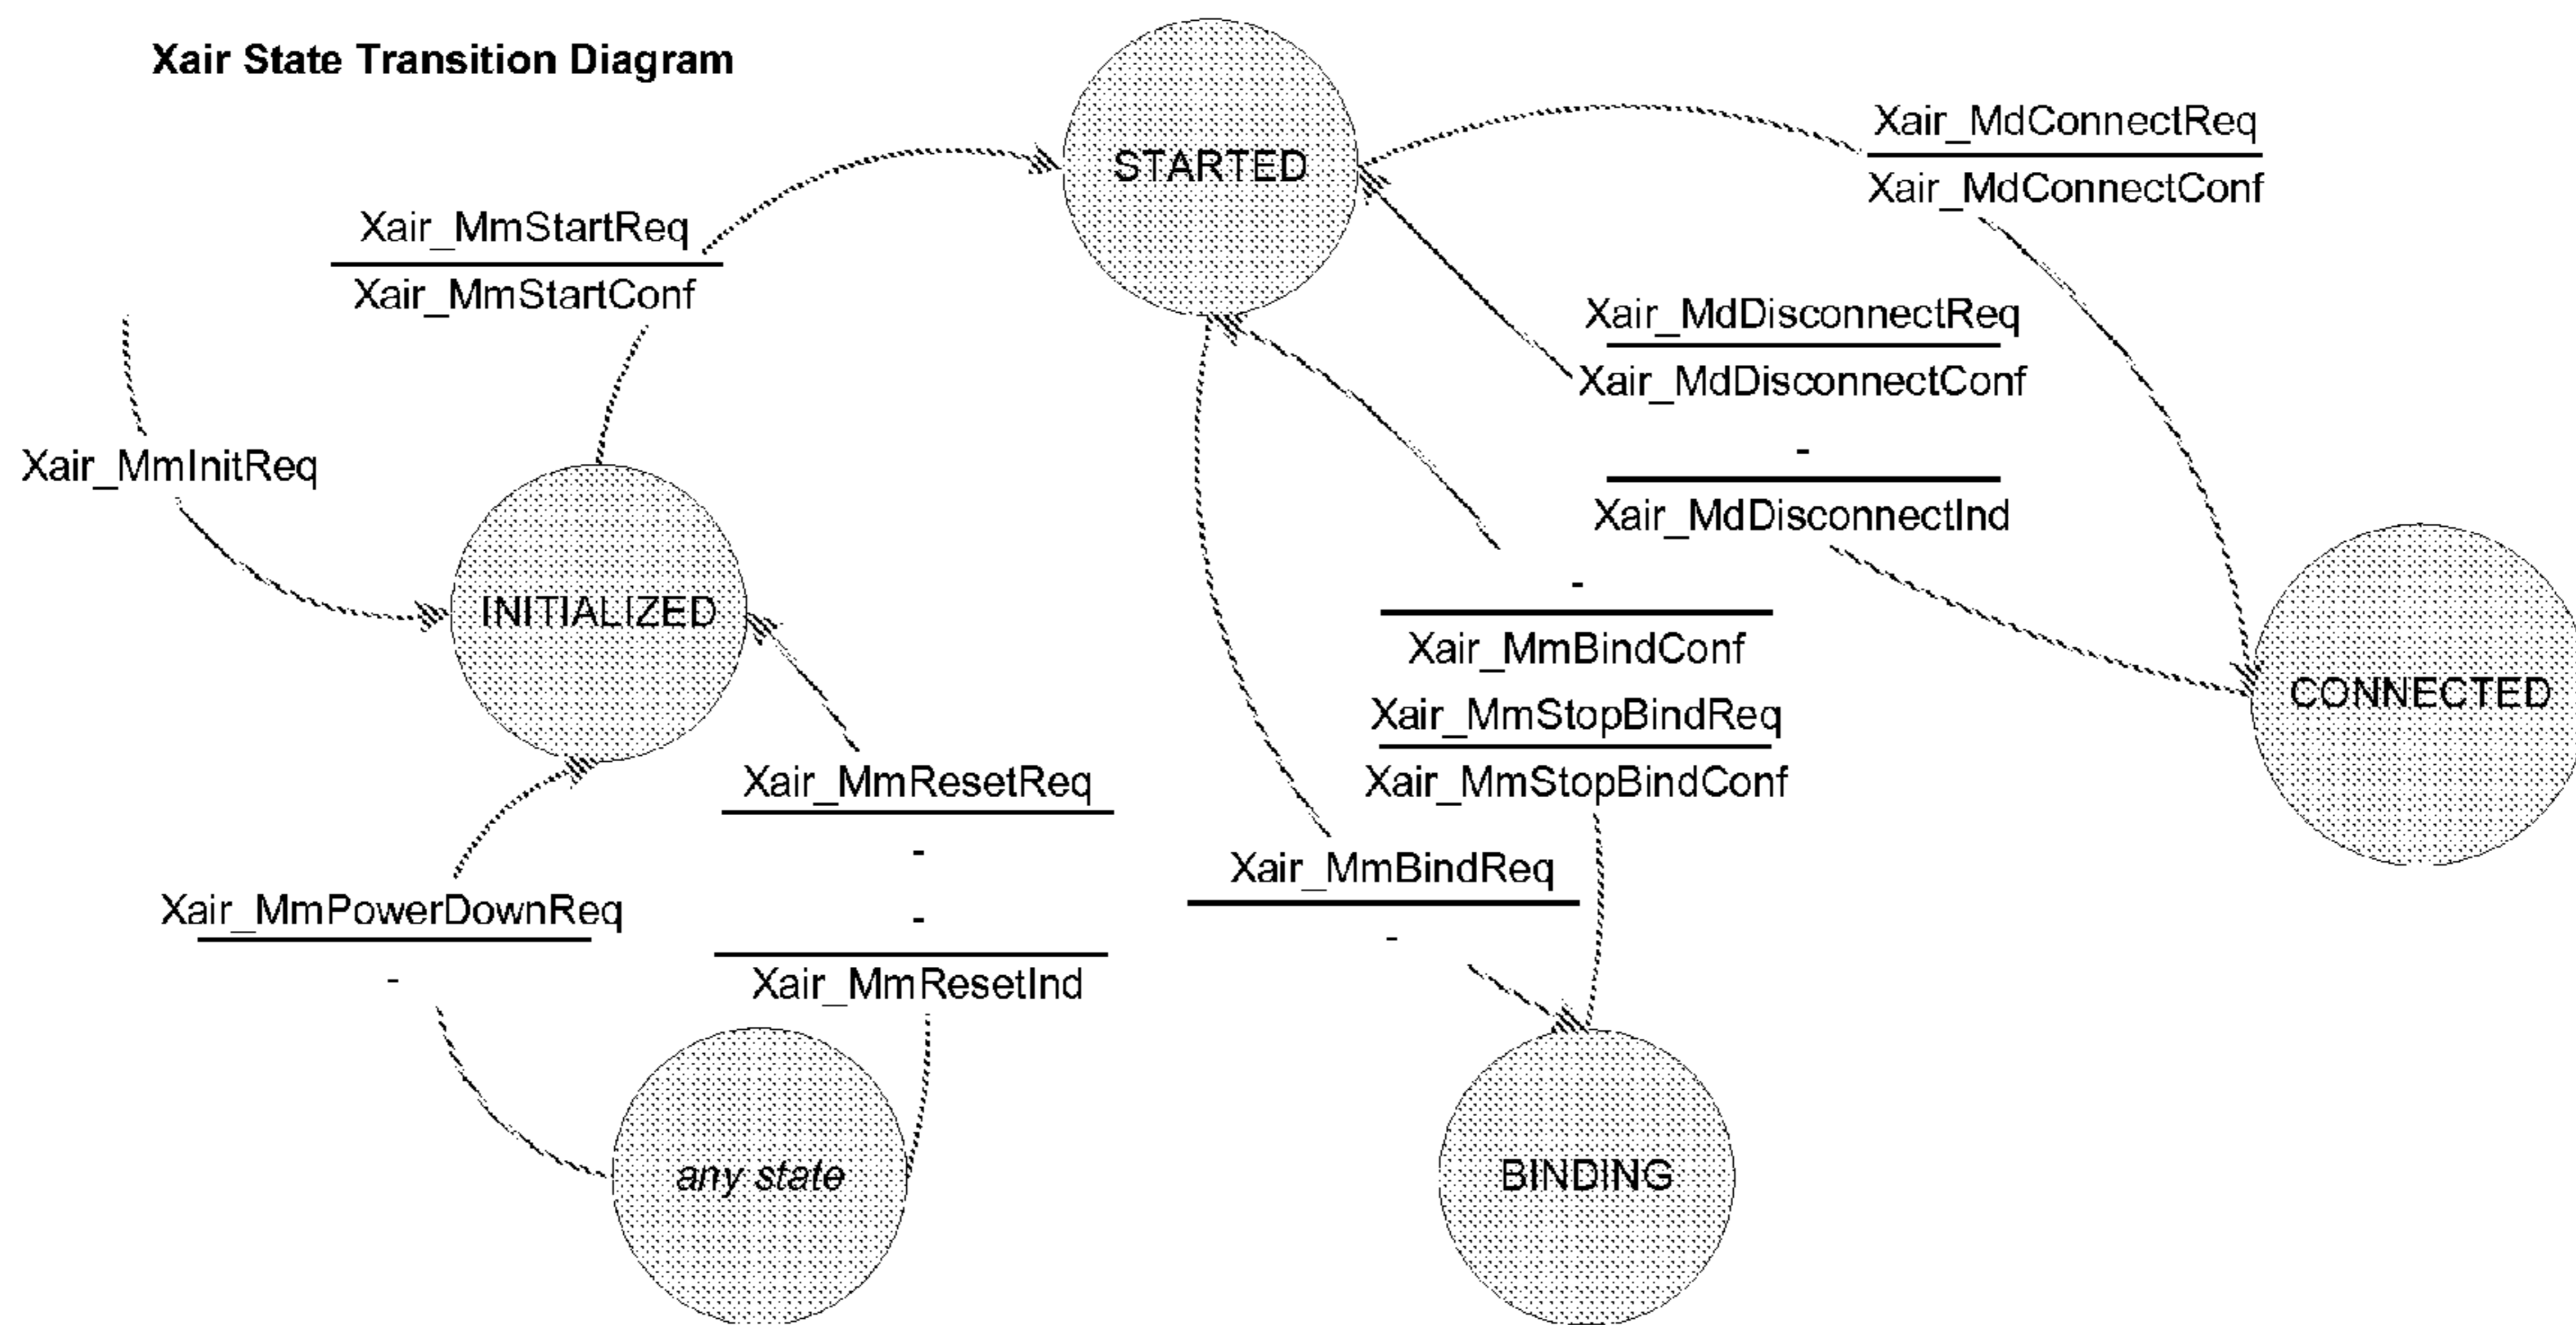 Xair State Transition Diagram
STARTED
Xair_MdConnectReq
Xair_MdConnectConf
Xair_MmStartReq
Xair_MmStartConf
Xair_MdDisconnectReq
Xair_MdDisconnectConf
-
Xair_MdDisconnectInd
Xair_MmInitReq
INITIALIZED
-
Xair_MmBindConf
Xair_MmStopBindReq
Xair_MmStopBindConf
CONNECTED
Xair_MmResetReq
-
-
Xair_MmResetInd
Xair_MmBindReq
-
Xair_MmPowerDownReq
-
any state
BINDING